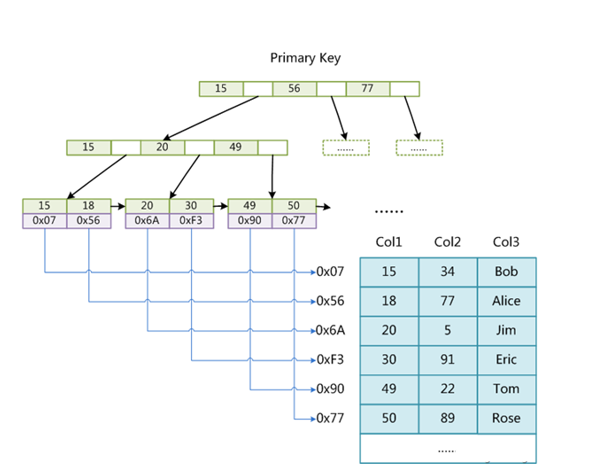 Primary Key
15 56 77
15 20 49 ...... ......
15 18 20 30 49 50 ......
0x07 0x56 0x6A 0xF3 0x90 0x77
Col1 Col2 Col3
0x07 15 34 Bob
0x56 18 77 Alice
0x6A 20 5 Jim
0xF3 30 91 Eric
0x90 49 22 Tom
0x77 50 89 Rose
......